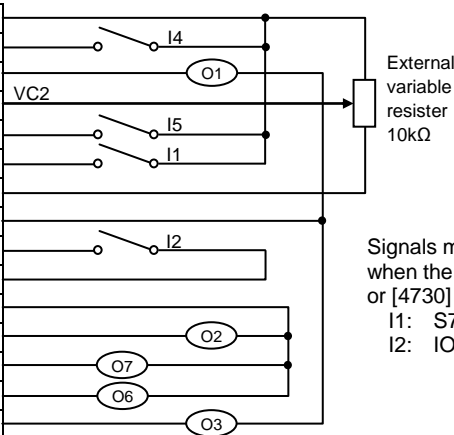 I4
O1
External
variable
resister
10kΩ
VC2
I5
I1
I2
Signals
when the
or [4730]
I1: S7
I2: IO
O2
O7
O6
O3